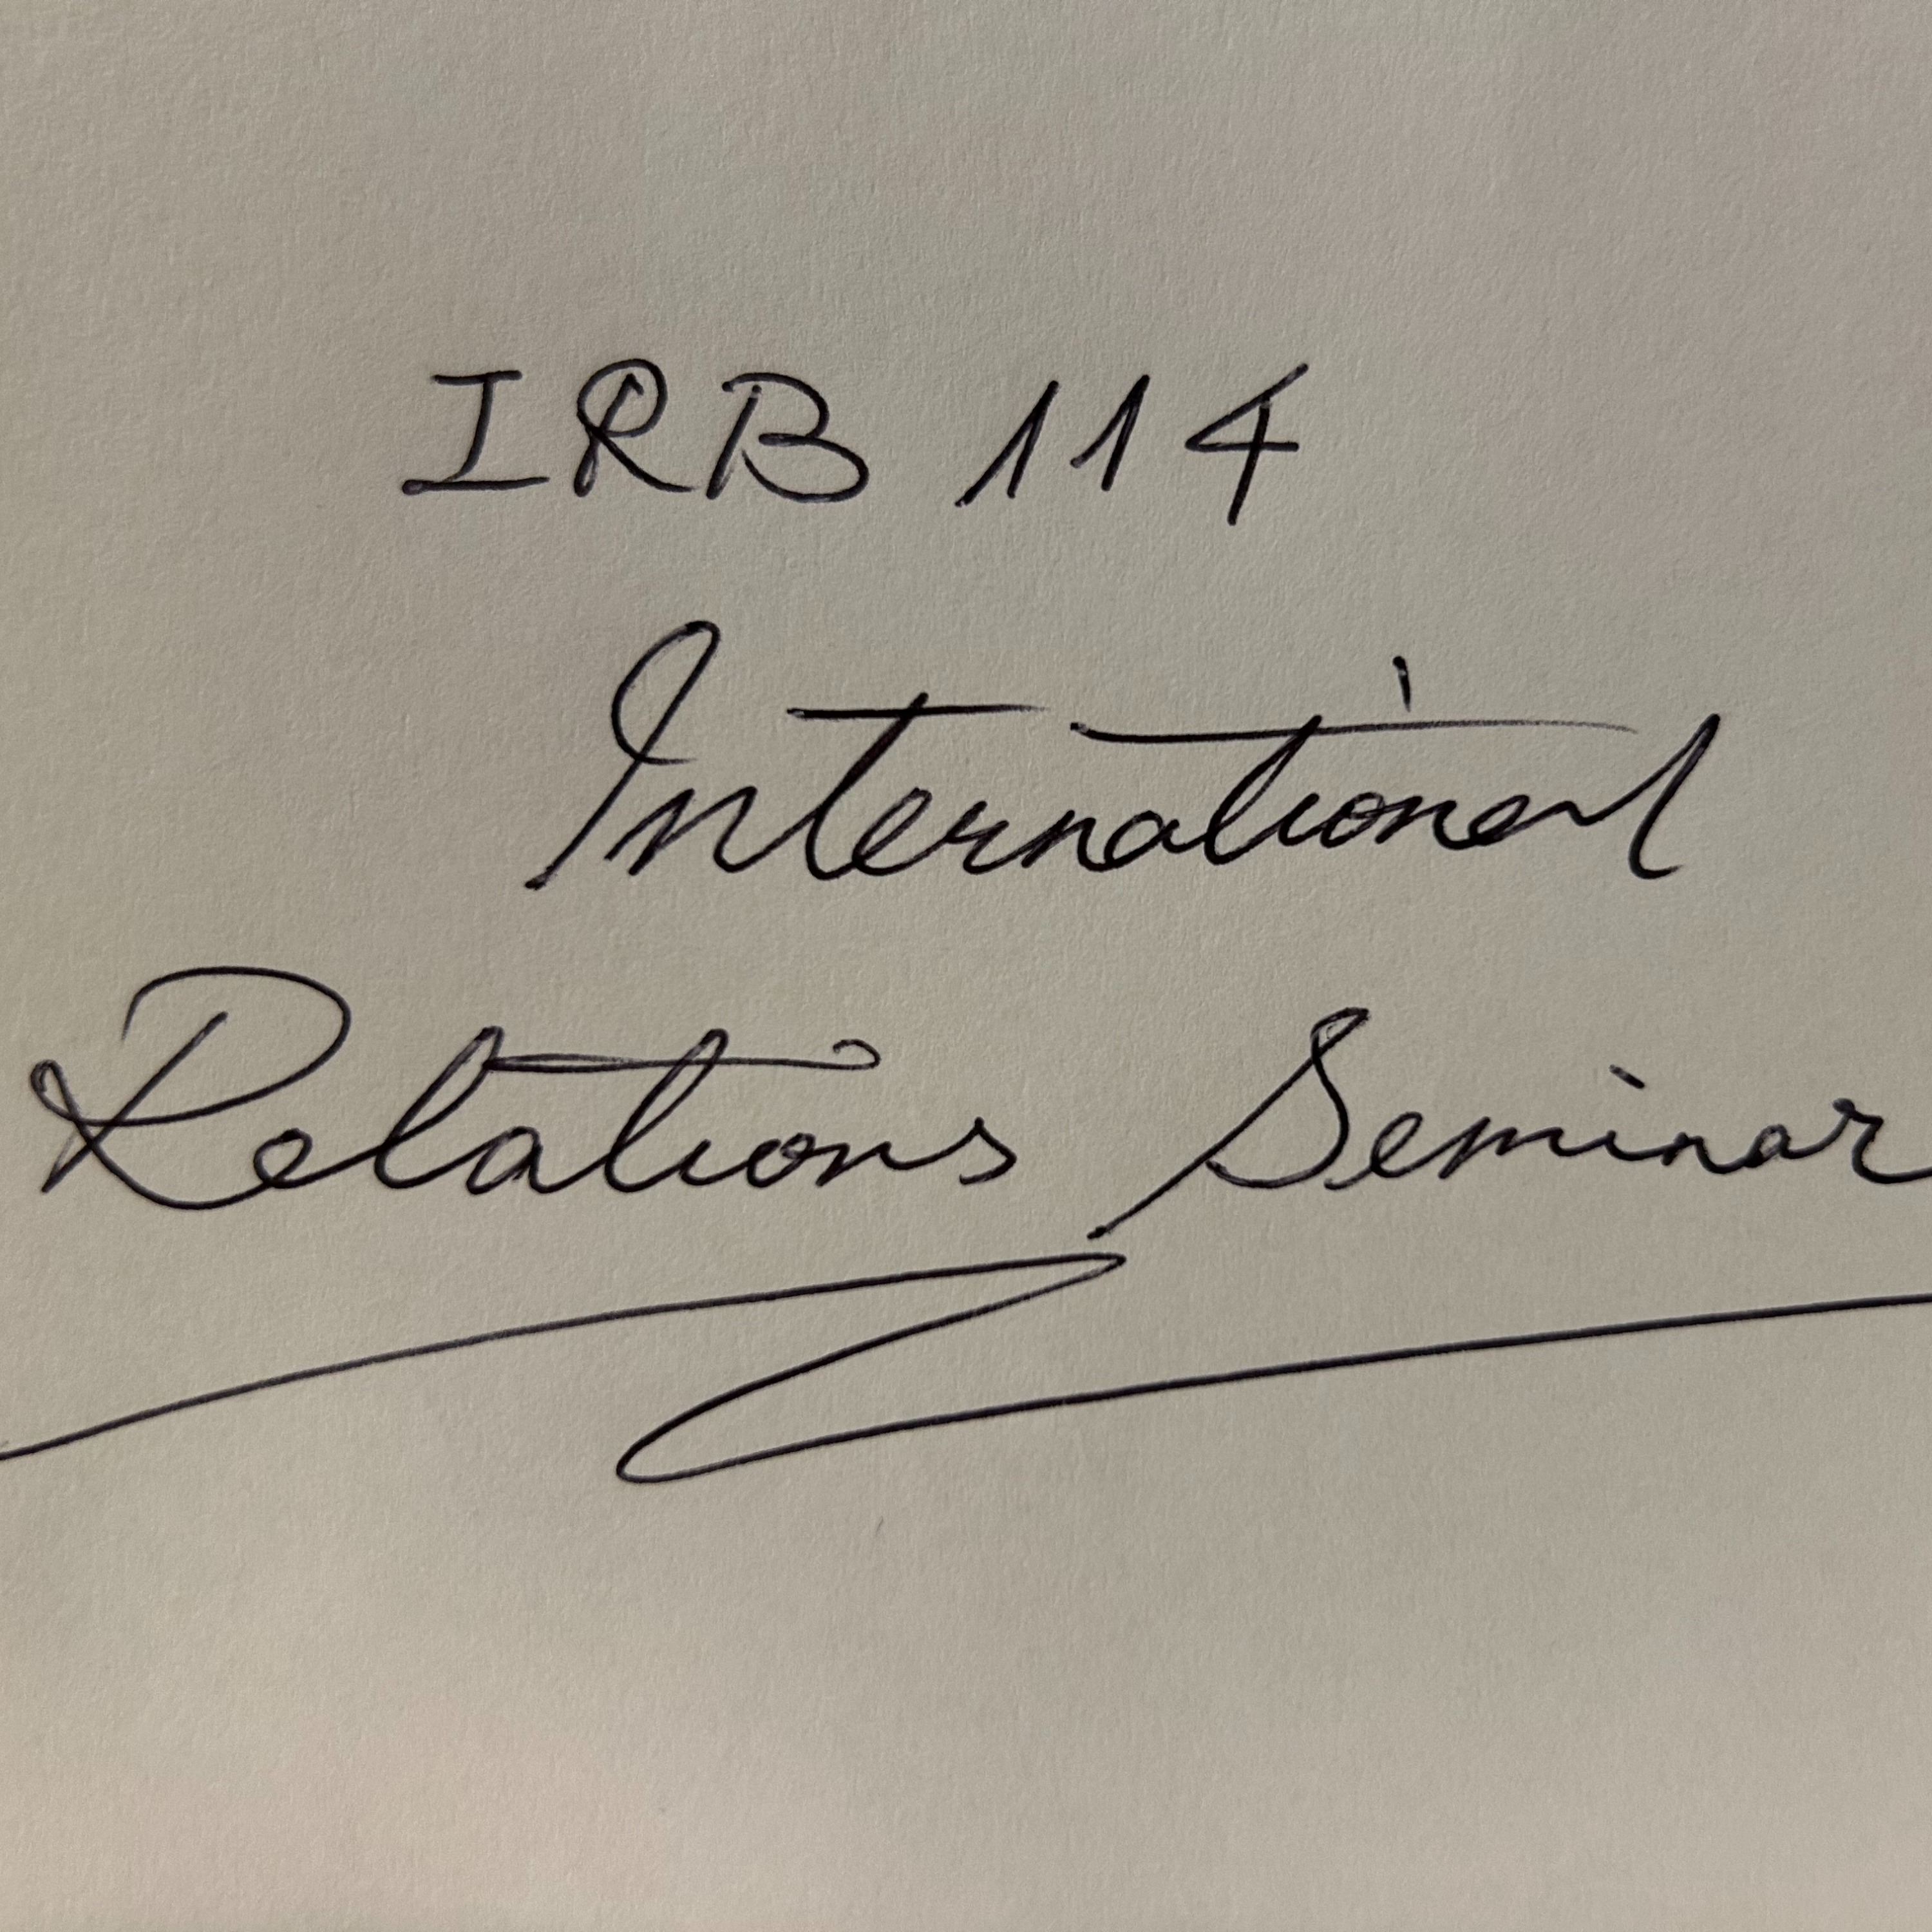 IRB 114
International
Relations Seminar